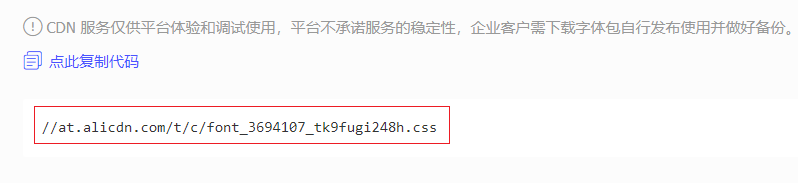 CDN 服务仅供平台体验和调试使用，平台不承诺服务的稳定性，企业客户需下载字体包自行发布使用并做好备份。
点此复制代码
//at.alicdn.com/t/c/font_3694107_tk9fugi248h.css